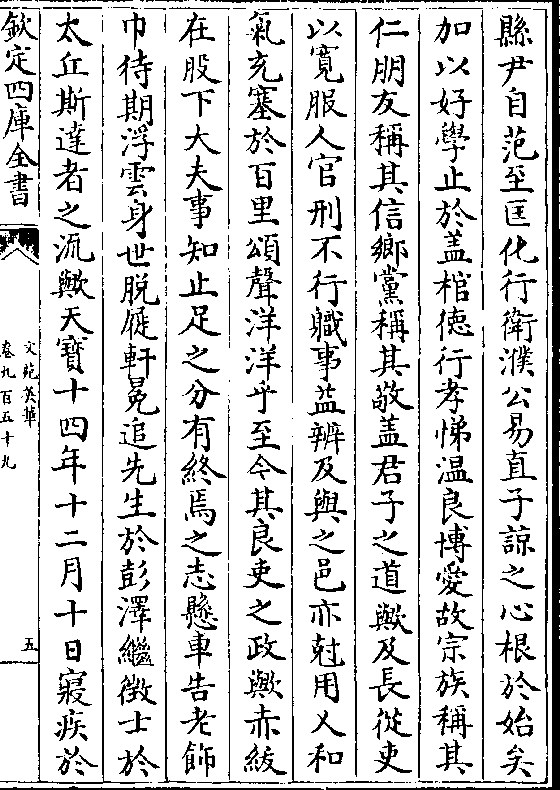 縣尹自范至匡化行衛濮公易直子諒之心根於始矣
加以好學止於盖棺徳行孝悌温良博愛故宗族稱其
仁朋友稱其信鄉黨稱其敬盖君子之道歟及長從吏
以寛服人官刑不行職事益辨及與之邑亦尅用乂和
氣充塞於百里頌聲洋洋乎至今其良吏之政歟赤紱
在股下大夫事知止足之分有終焉之志懸車告老飾
巾待期浮雲身世脱屣軒冕追先生於彭澤繼徴士於
太丘斯達者之流歟天寶十四年十二月十日寢疾於
欽定四庫全書
文苑英華
卷九百五十九
五